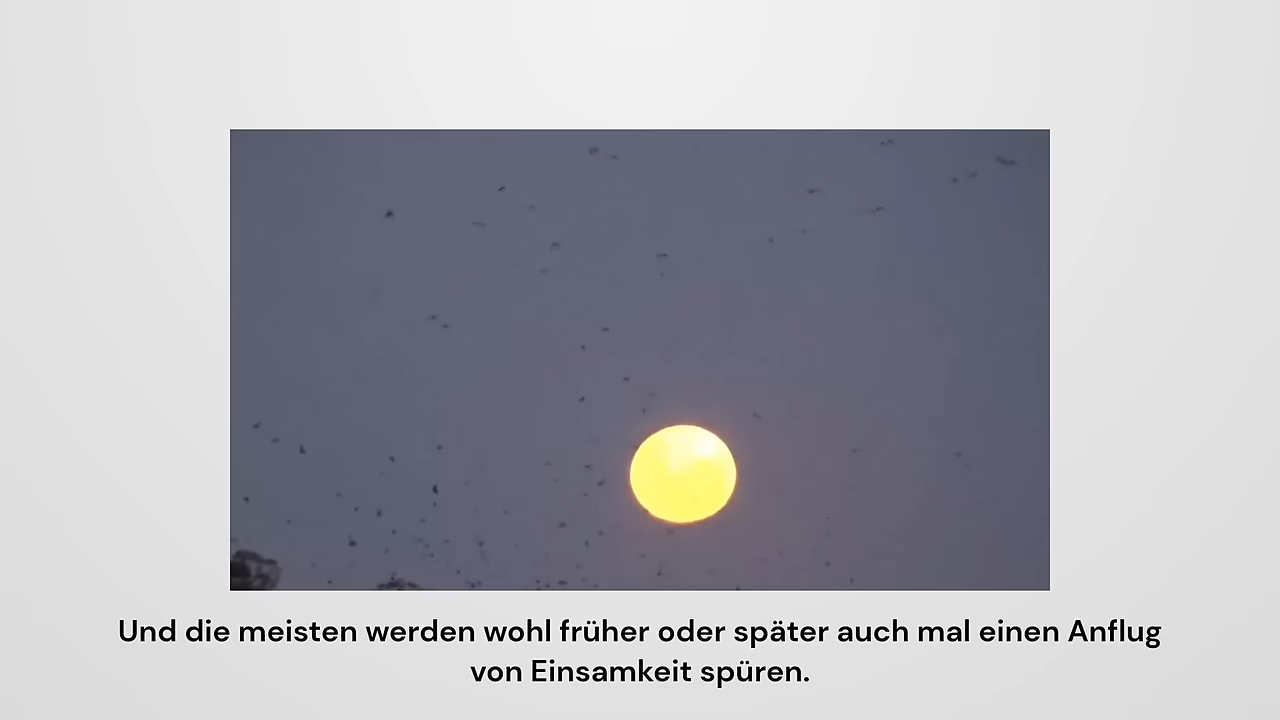 Und die meisten werden wohl früher oder später auch mal einen Anflug
von Einsamkeit spüren.